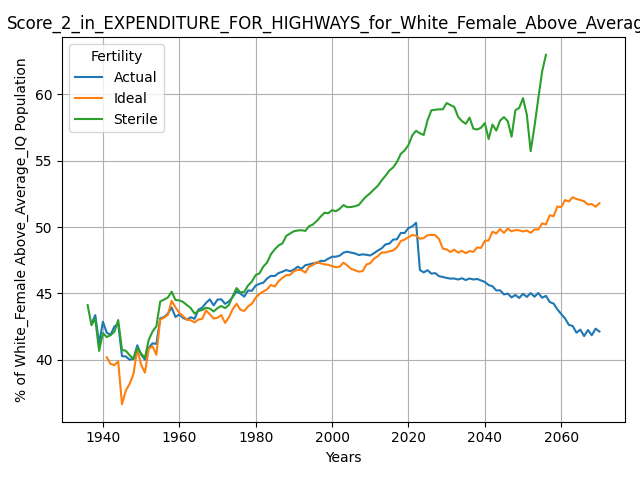 Score_2_in_EXPENDITURE_FOR_HIGHWAYS_for_White_Female_Above_Averag
Fertility
Actual
Ideal
Sterile
% of White_Female Above_Average_IQ Population
60
55
50
45
40
1940
1960
1980
2000
2020
2040
2060
Years